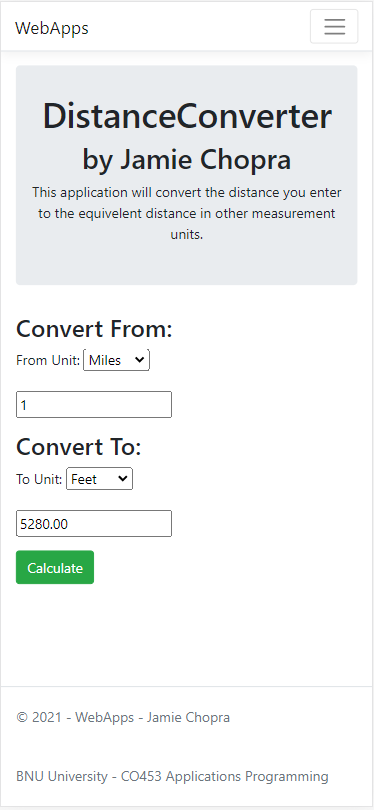 WebApps
DistanceConverter
by Jamie Chopra
This application will convert the distance you enter
to the equivelent distance in other measurement
units.
Convert From:
From Unit: Miles
1
Convert To:
To Unit: Feet
5280.00
Calculate
© 2021 - WebApps - Jamie Chopra
BNU University - CO453 Applications Programming